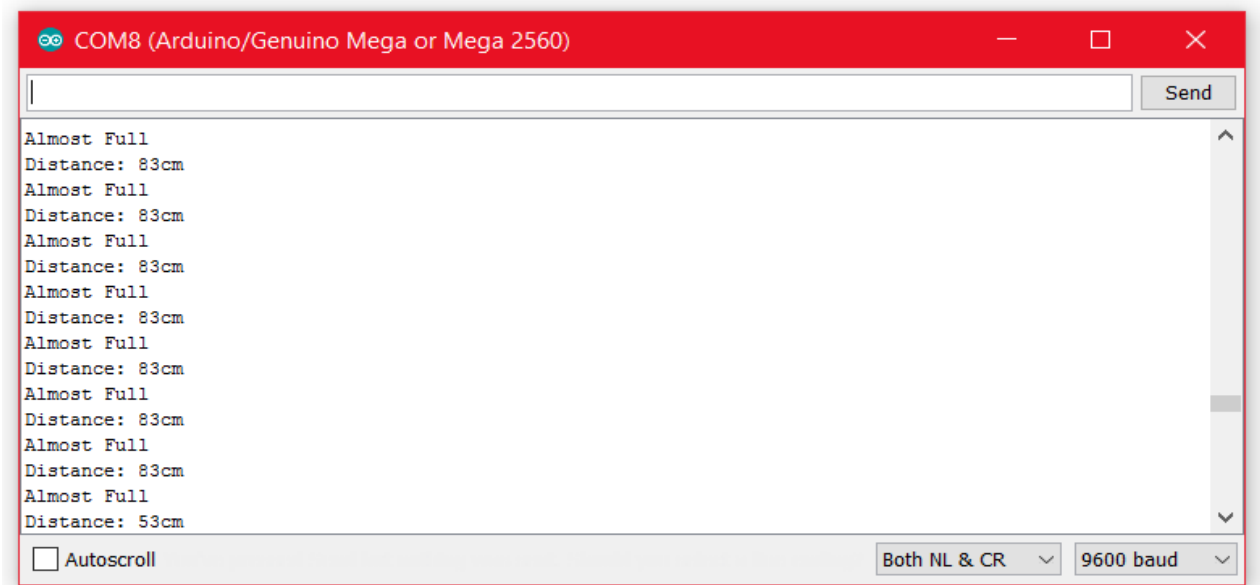 COM8 (Arduino/Genuino Mega or Mega 2560)
Send
Almost Full
Distance: 83cm
Almost Full
Distance: 83cm
Almost Full
Distance: 83cm
Almost Full
Distance: 83cm
Almost Full
Distance: 83cm
Almost Full
Distance: 83cm
Almost Full
Distance: 83cm
Almost Full
Distance: 53cm
Autoscroll
Both NL & CR
9600 baud